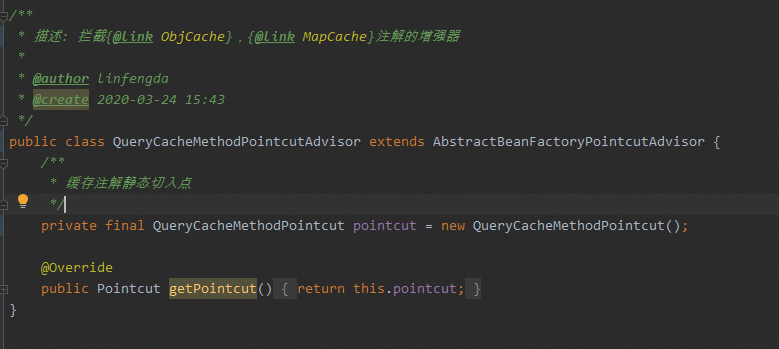 /**
 * 描述: 拦截{@link ObjCache},{@link MapCache}注解的增强器
 *
 * @author linfengda
 * @create 2020-03-24 15:43
 */
public class QueryCacheMethodPointcutAdvisor extends AbstractBeanFactoryPointcutAdvisor {
    /**
     * 缓存注解静态切入点
     */
    private final QueryCacheMethodPointcut pointcut = new QueryCacheMethodPointcut();

    @Override
    public Pointcut getPointcut() { return this.pointcut; }
}